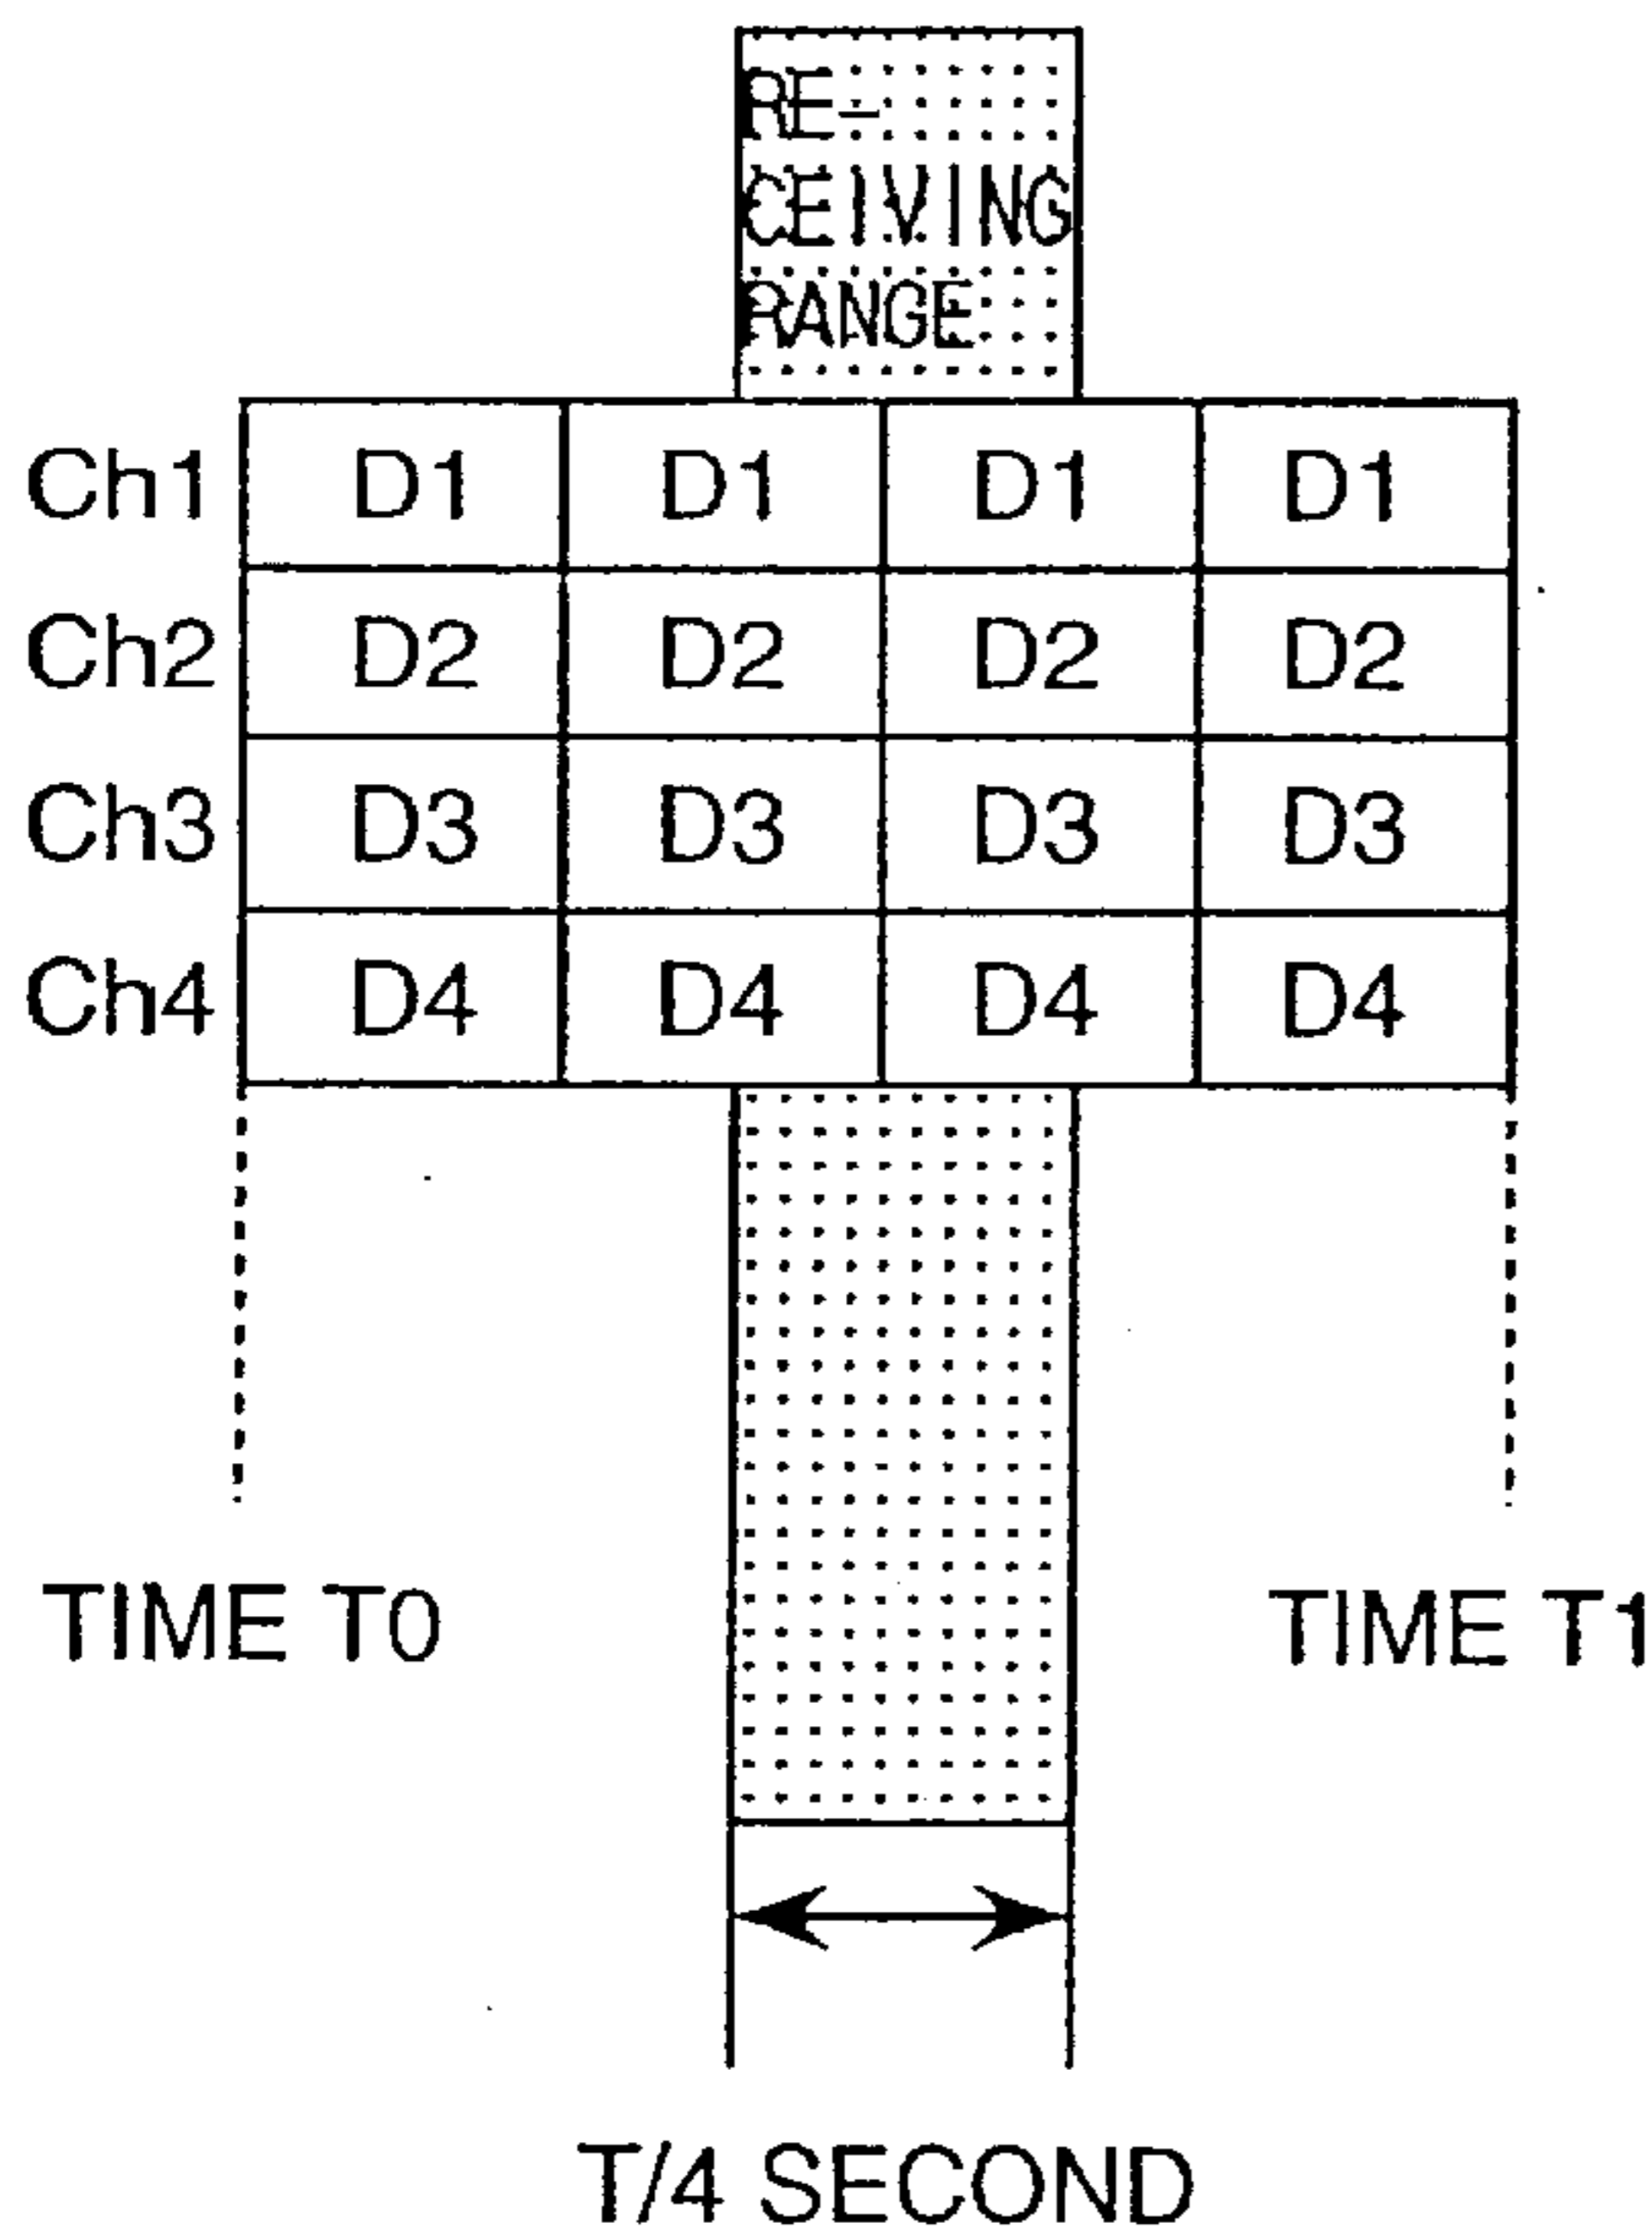 RE-
CEIVING
RANGE
Ch1 D1 D1 D1 D1
Ch2 D2 D2 D2 D2
Ch3 D3 D3 D3 D3
Ch4 D4 D4 D4 D4
TIME T0 TIME T1
T/4 SECOND